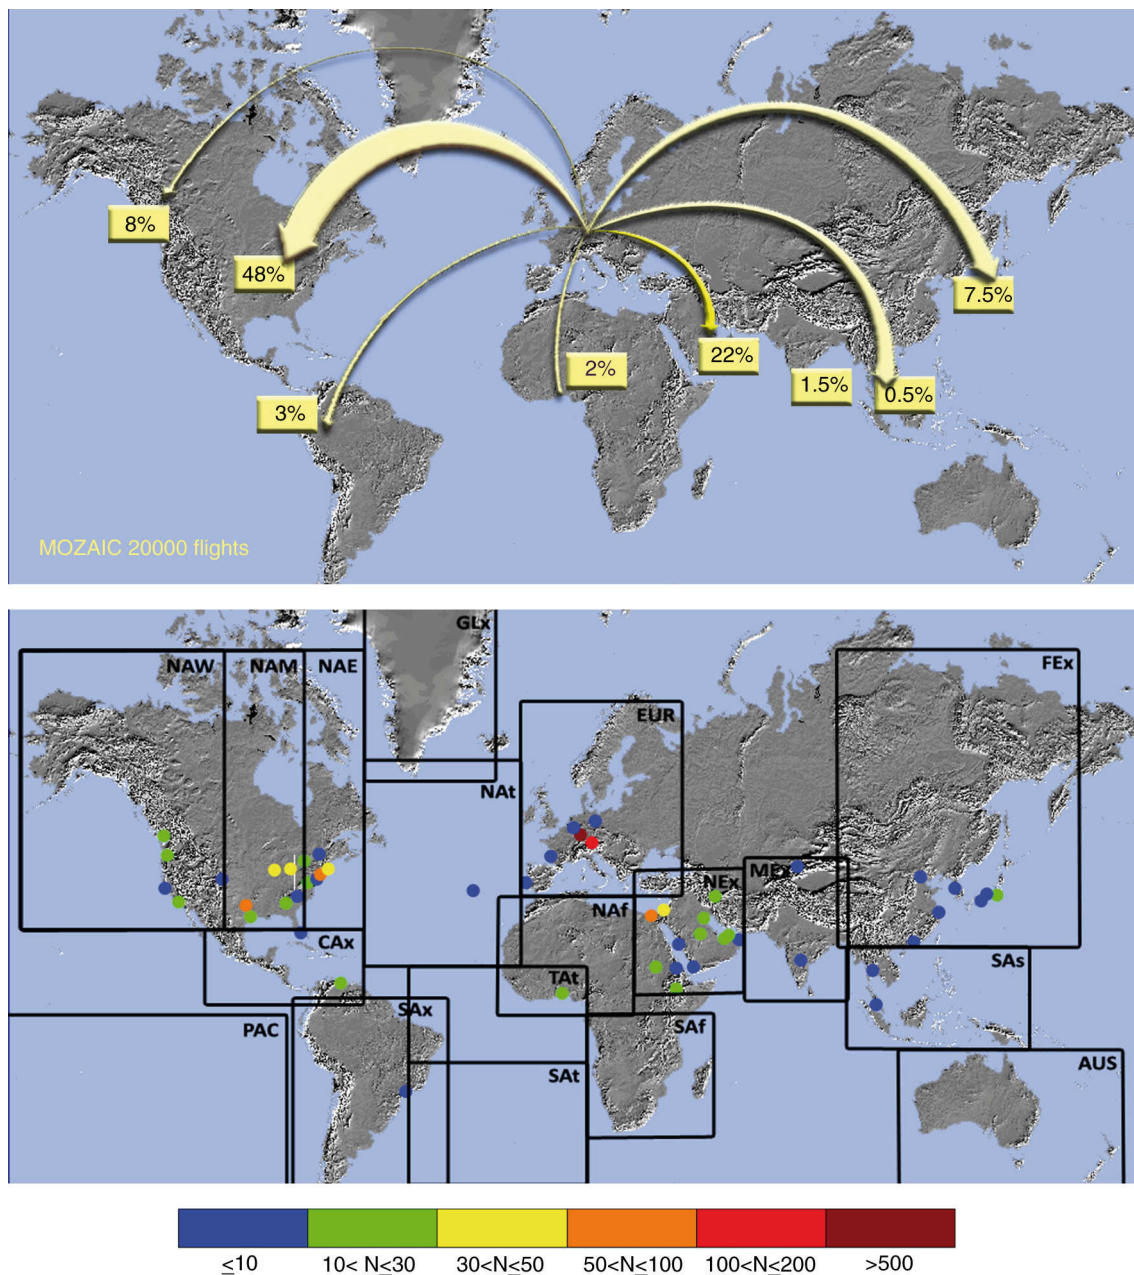 8%
48%
7.5%
22%
2%
1.5%
0.5%
3%
MOZAIC 20000 flights
GLx
NAW
NAM
NAE
FEx
EUR
NAt
NEx
MEx
NAf
CAx
SAs
TAt
SAx
PAC
SAf
SAt
AUS
≤10
10< N≤30
30<N≤50
50<N≤100
100<N≤200
>500